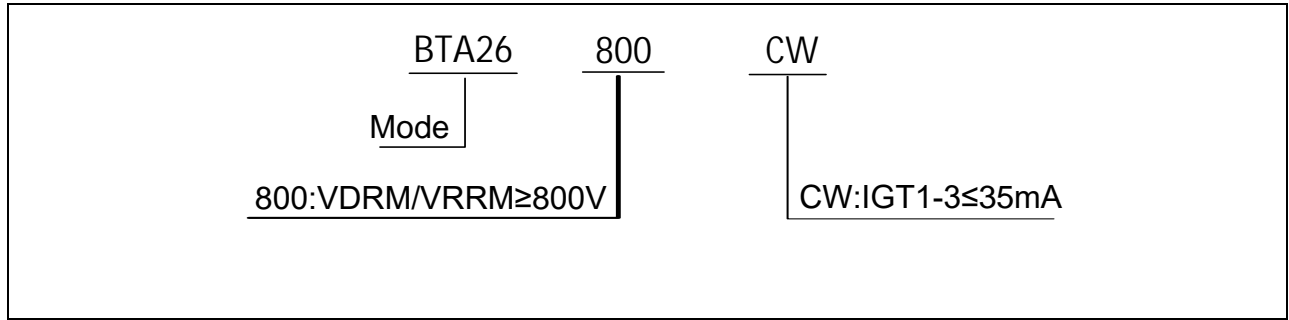 BTA26 800 CW
Mode
800:VDRM/VRRM≥800V CW:IGT1-3≤35mA